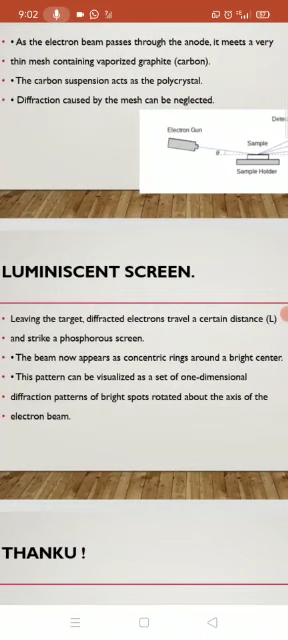 9:02
57
• • As the electron beam passes through the anode, it meets a very
• thin mesh containing vaporized graphite (carbon).
• • The carbon suspension acts as the polycrystal.
• • Diffraction caused by the mesh can be neglected.
Electron Gun
θ
Sample
Sample Holder
LUMINISCENT SCREEN.
• Leaving the target, diffracted electrons travel a certain distance (L)
• and strike a phosphorous screen.
• • The beam now appears as concentric rings around a bright center.
• • This pattern can be visualized as a set of one-dimensional
• diffraction patterns of bright spots rotated about the axis of the
• electron beam.
THANKU !